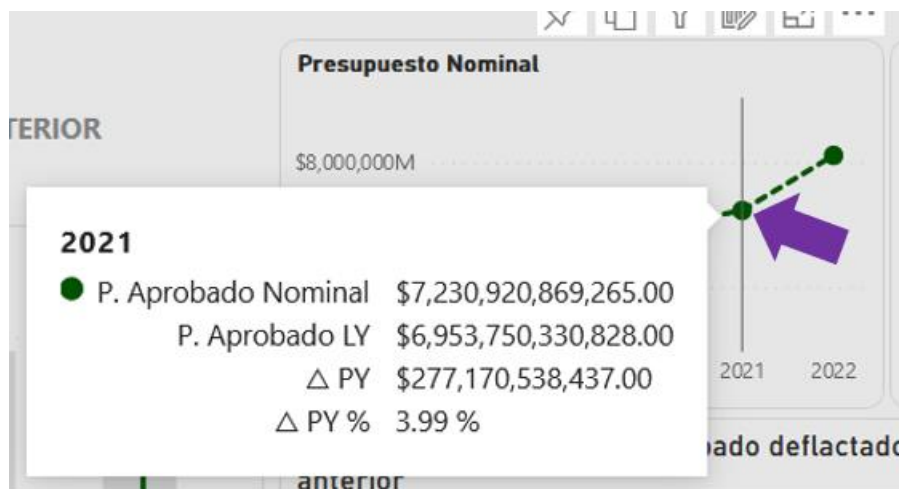 Presupuesto Nominal
TERIOR
$8,000,000M
2021
P. Aprobado Nominal $7,230,920,869,265.00
P. Aprobado LY $6,953,750,330,828.00
△ PY $277,170,538,437.00
△ PY % 3.99 %
2021 2022
deflactado
anterior